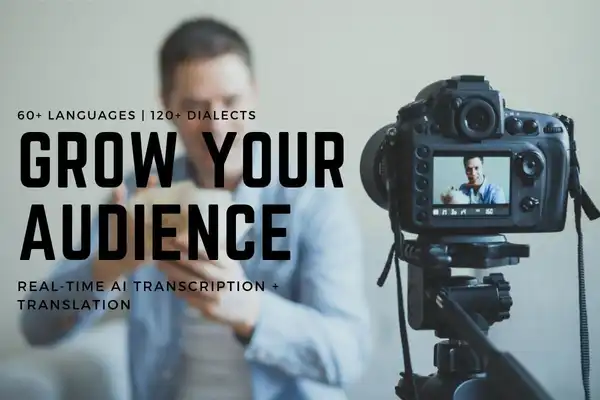 60+ LANGUAGES | 120+ DIALECTS
GROW YOUR
AUDIENCE
REAL-TIME AI TRANSCRIPTION +
TRANSLATION